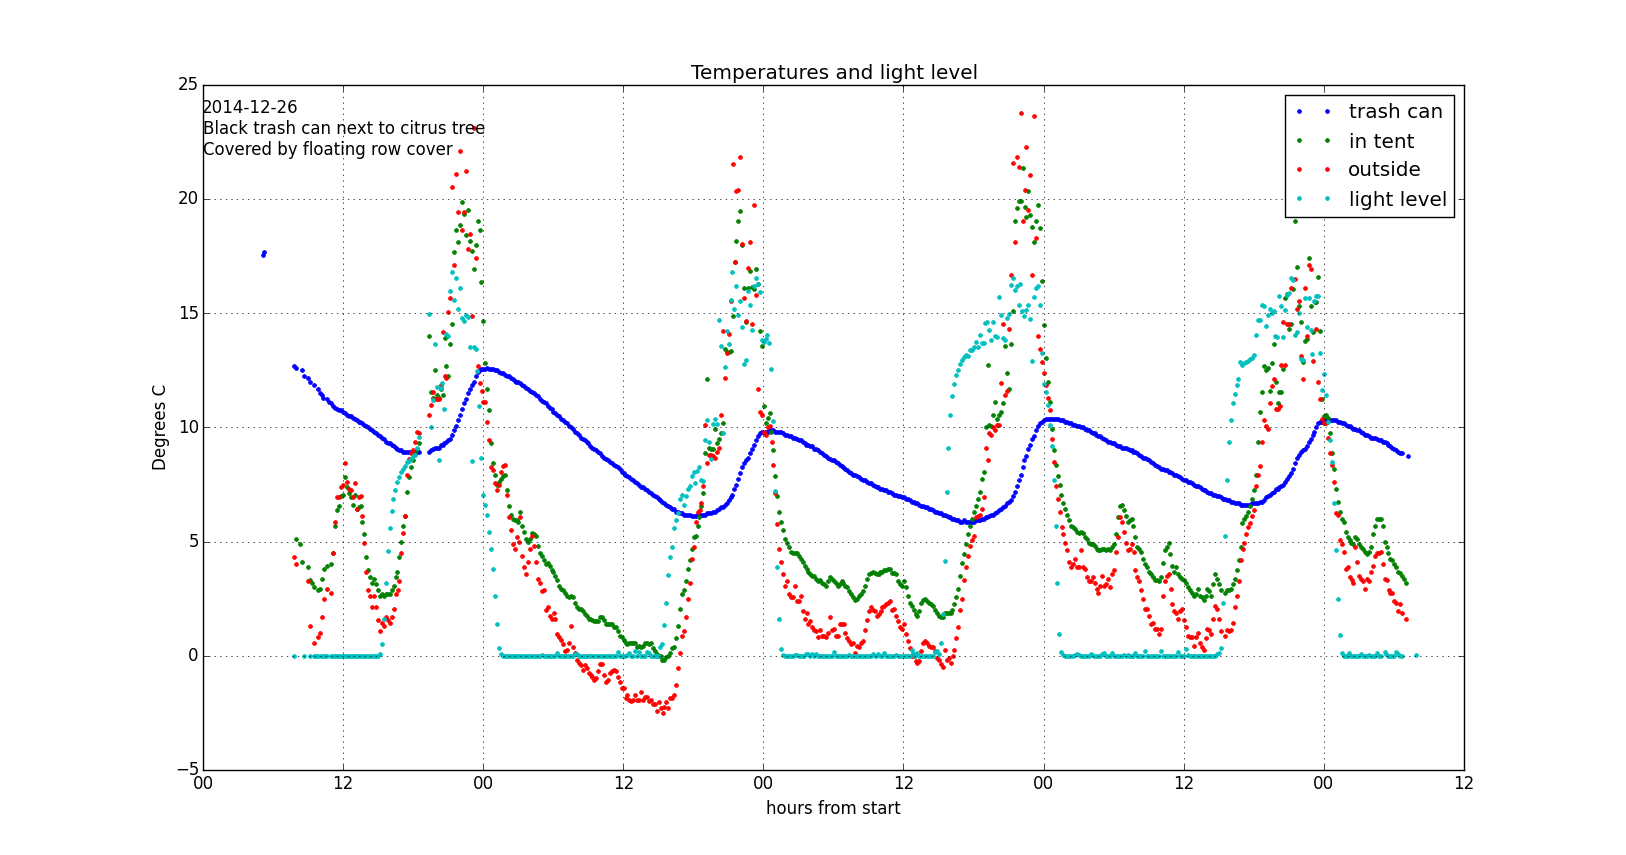 Temperatures and light level
25
2014-12-26
Black trash can next to citrus tree
Covered by floating row cover
trash can
in tent
outside
light level
20
15
10
5
0
−5
Degrees C
00 12 00 12 00 12 00 12 00 12
hours from start